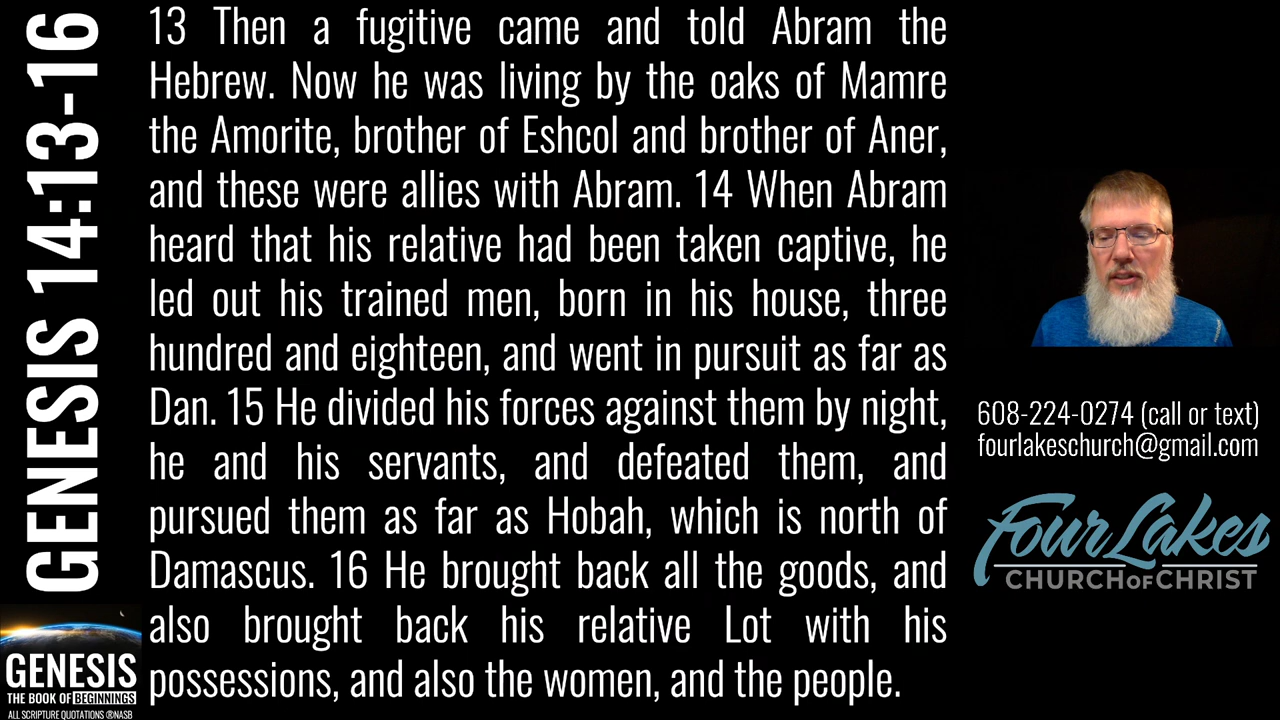 GENESIS 14:13-16
13 Then a fugitive came and told Abram the
Hebrew. Now he was living by the oaks of Mamre
the Amorite, brother of Eshcol and brother of Aner,
and these were allies with Abram. 14 When Abram
heard that his relative had been taken captive, he
led out his trained men, born in his house, three
hundred and eighteen, and went in pursuit as far as
Dan. 15 He divided his forces against them by night,
he and his servants, and defeated them, and
pursued them as far as Hobah, which is north of
Damascus. 16 He brought back all the goods, and
also brought back his relative Lot with his
possessions, and also the women, and the people.
GENESIS
THE BOOK OF BEGINNINGS
ALL SCRIPTURE QUOTATIONS ®NASB
608-224-0274 (call or text)
fourlakeschurch@gmail.com
Four Lakes
CHURCH OF CHRIST